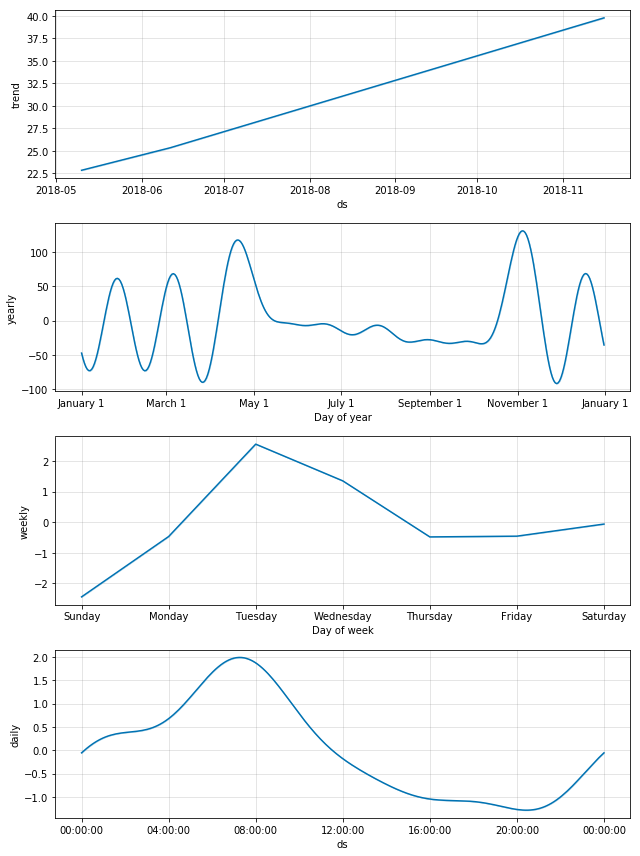 40.0
37.5
35.0
32.5
30.0
27.5
25.0
22.5
trend
2018-05 2018-06 2018-07 2018-08 2018-09 2018-10 2018-11
ds
100
50
0
−50
−100
yearly
January 1 March 1 May 1 July 1 September 1 November 1 January 1
Day of year
2
1
0
−1
−2
weekly
Sunday Monday Tuesday Wednesday Thursday Friday Saturday
Day of week
2.0
1.5
1.0
0.5
0.0
−0.5
−1.0
daily
00:00:00 04:00:00 08:00:00 12:00:00 16:00:00 20:00:00 00:00:00
ds